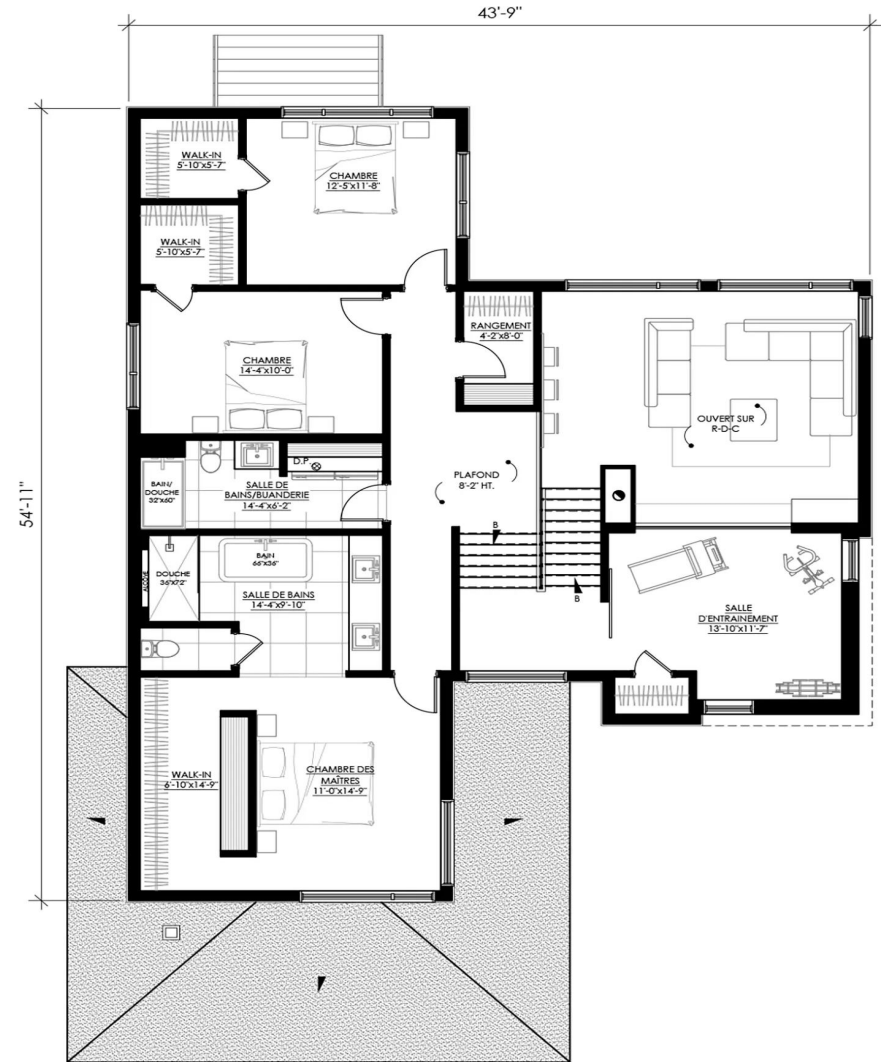 43'-9"
54'-11"
WALK-IN
5'-10"x5'-7"
CHAMBRE
12'-5"x11'-8"
WALK-IN
5'-10"x5'-7"
CHAMBRE
14'-4"x10'-0"
RANGEMENT
4'-2"x8'-0"
OUVERT SUR
R-D-C
PLAFOND
8'-2" HT.
D.P.
BAIN/
DOUCHE
32"x60"
SALLE DE
BAINS/BUANDERIE
14'-4"x6'-2"
B
B
ALCÔVE
DOUCHE
36"x72"
BAIN
66"x36"
SALLE DE BAINS
14'-4"x9'-10"
SALLE
D'ENTRAINEMENT
13'-10"x11'-7"
WALK-IN
6'-10"x14'-9"
CHAMBRE DES
MAÎTRES
11'-0"x14'-9"